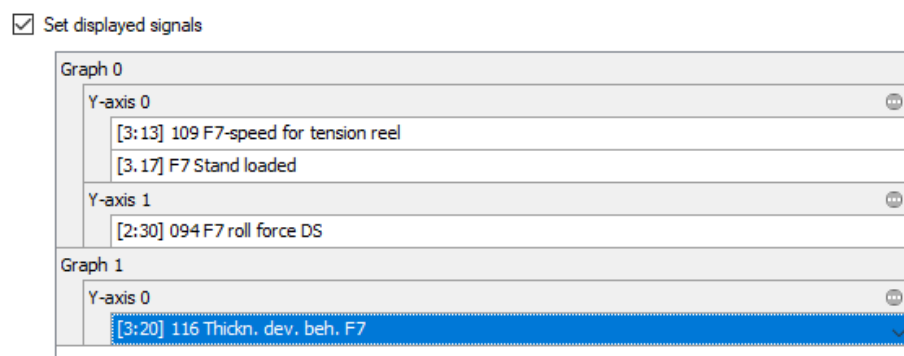 Set displayed signals
Graph 0
Y-axis 0
[3:13] 109 F7-speed for tension reel
[3.17] F7 Stand loaded
Y-axis 1
[2:30] 094 F7 roll force DS
Graph 1
Y-axis 0
[3:20] 116 Thickn. dev. beh. F7